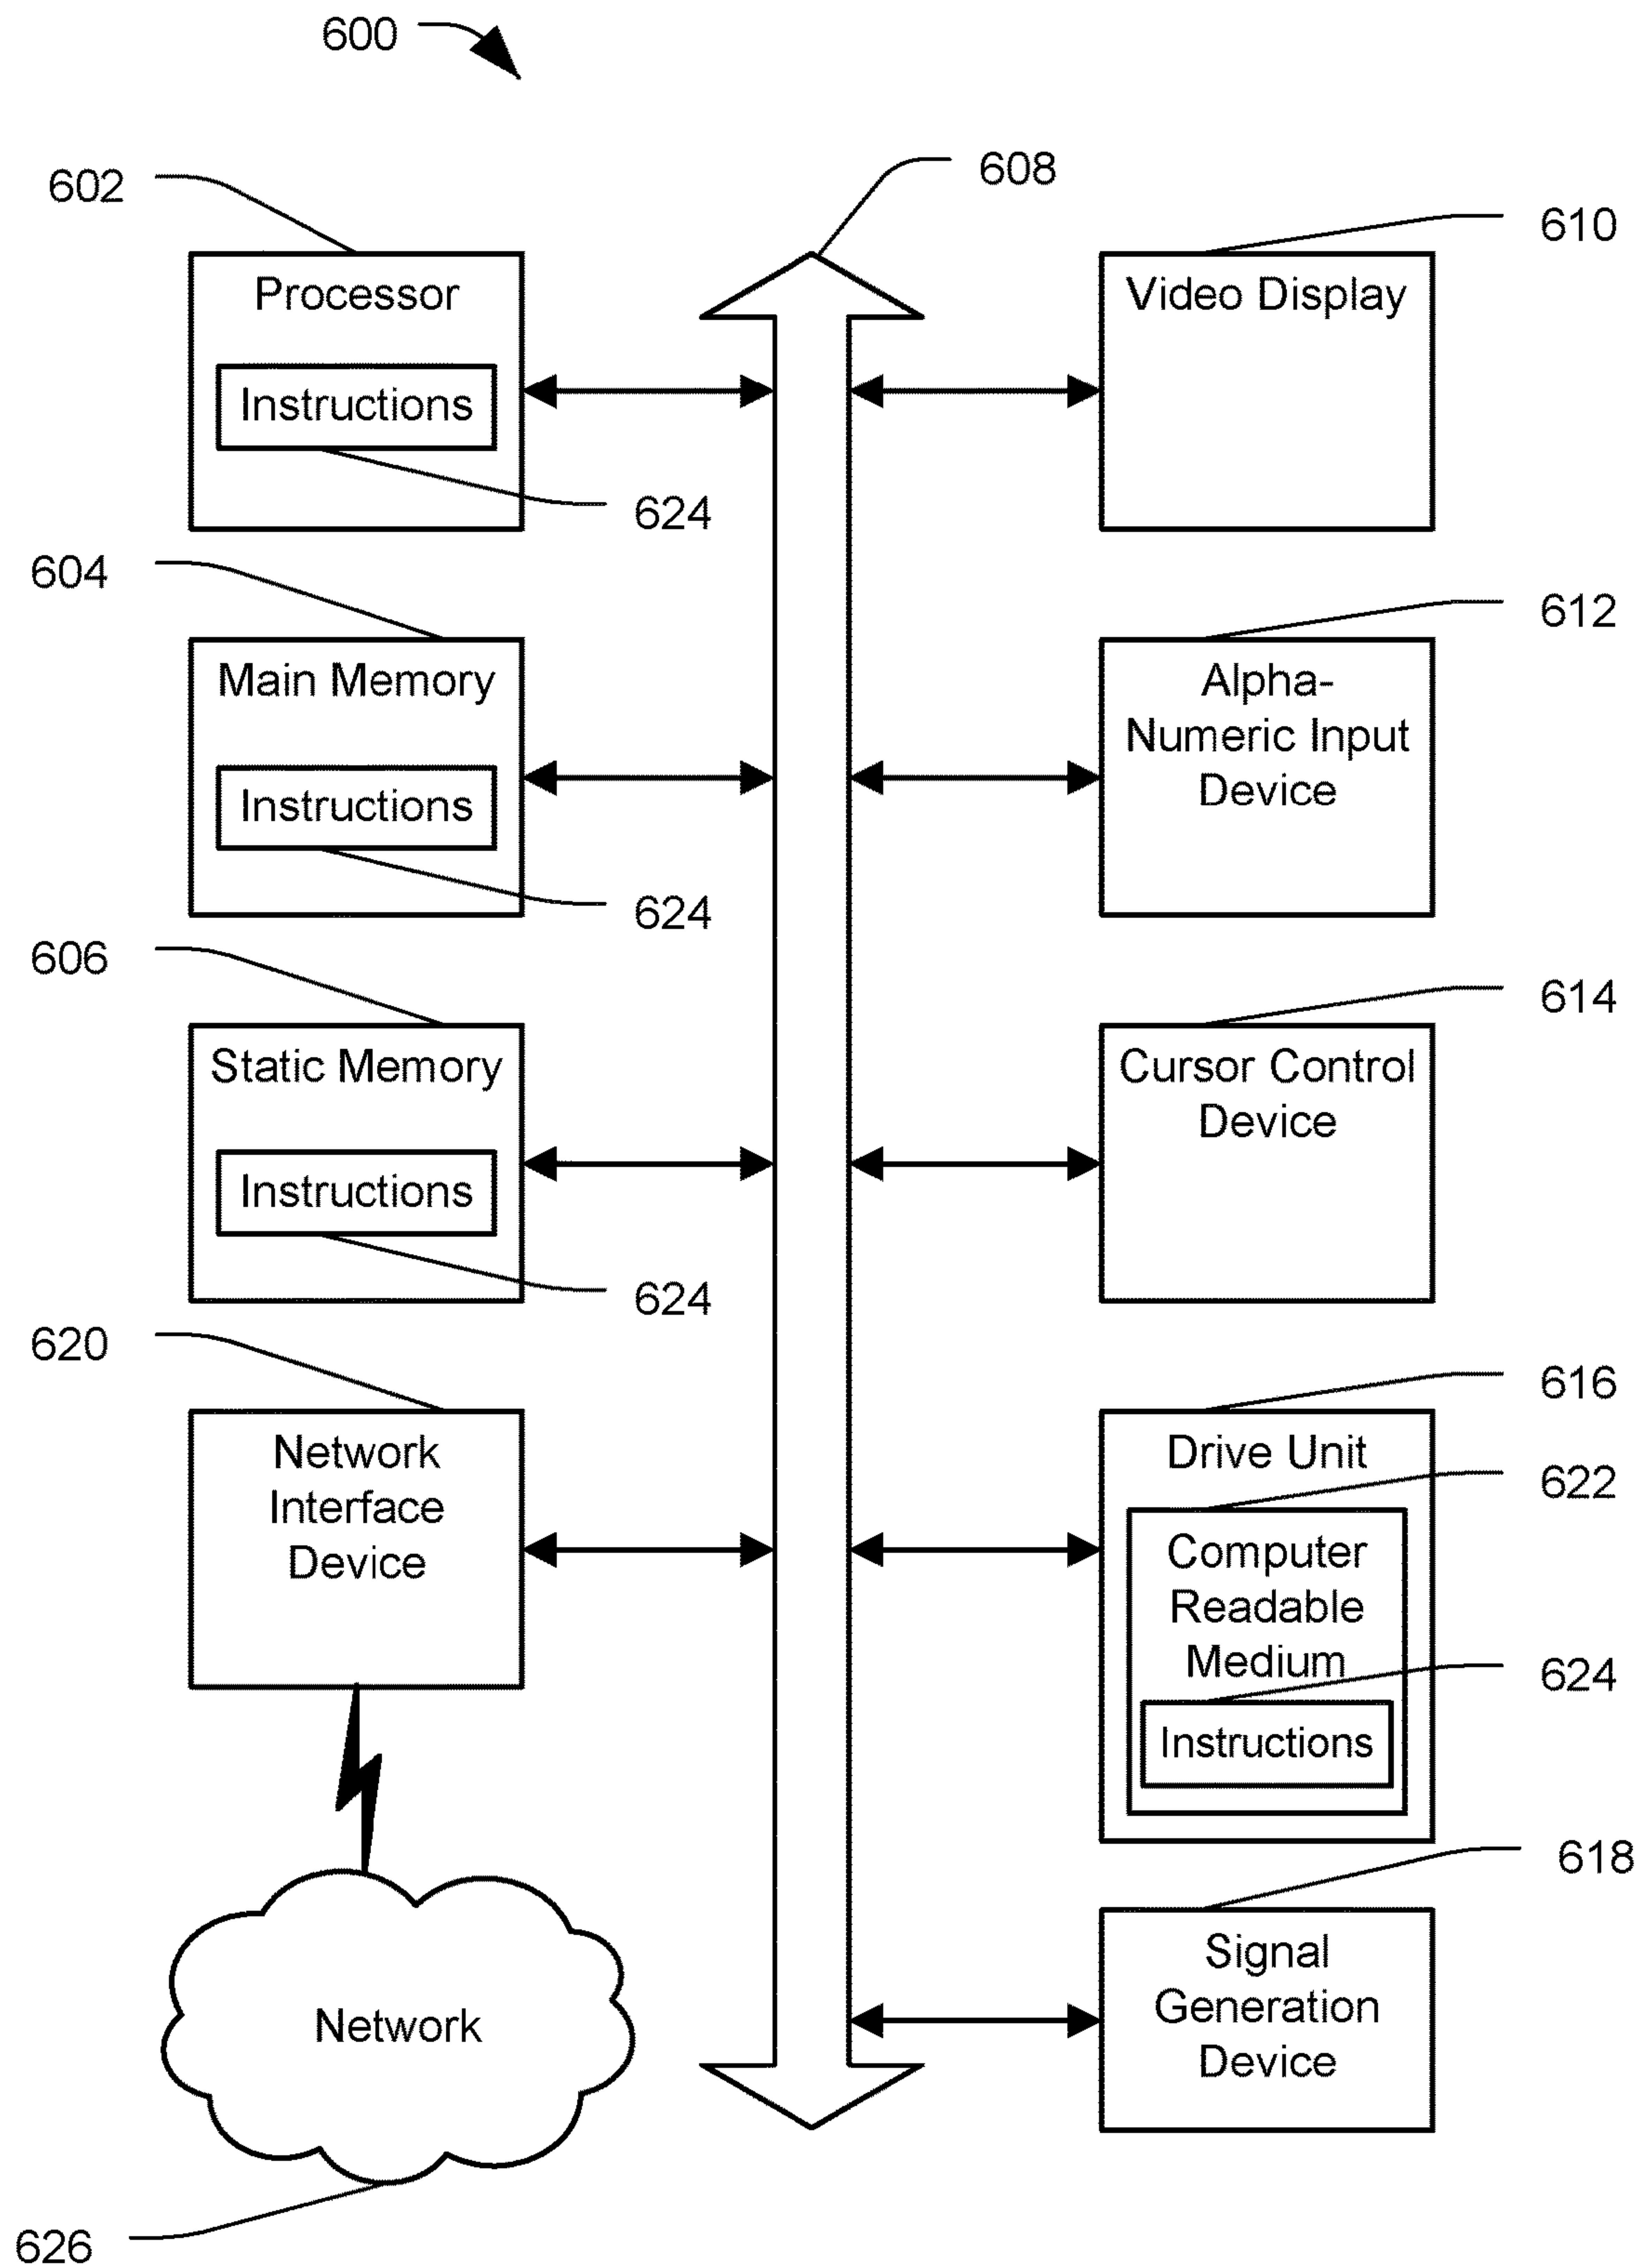 600
608
602
610
Processor
Video Display
Instructions
624
604
612
Main Memory
Alpha-
Numeric Input
Device
Instructions
624
606
614
Static Memory
Cursor Control
Device
Instructions
624
620
616
Network
Interface
Device
Drive Unit
622
Computer
Readable
Medium
624
Instructions
618
Signal
Generation
Device
Network
626